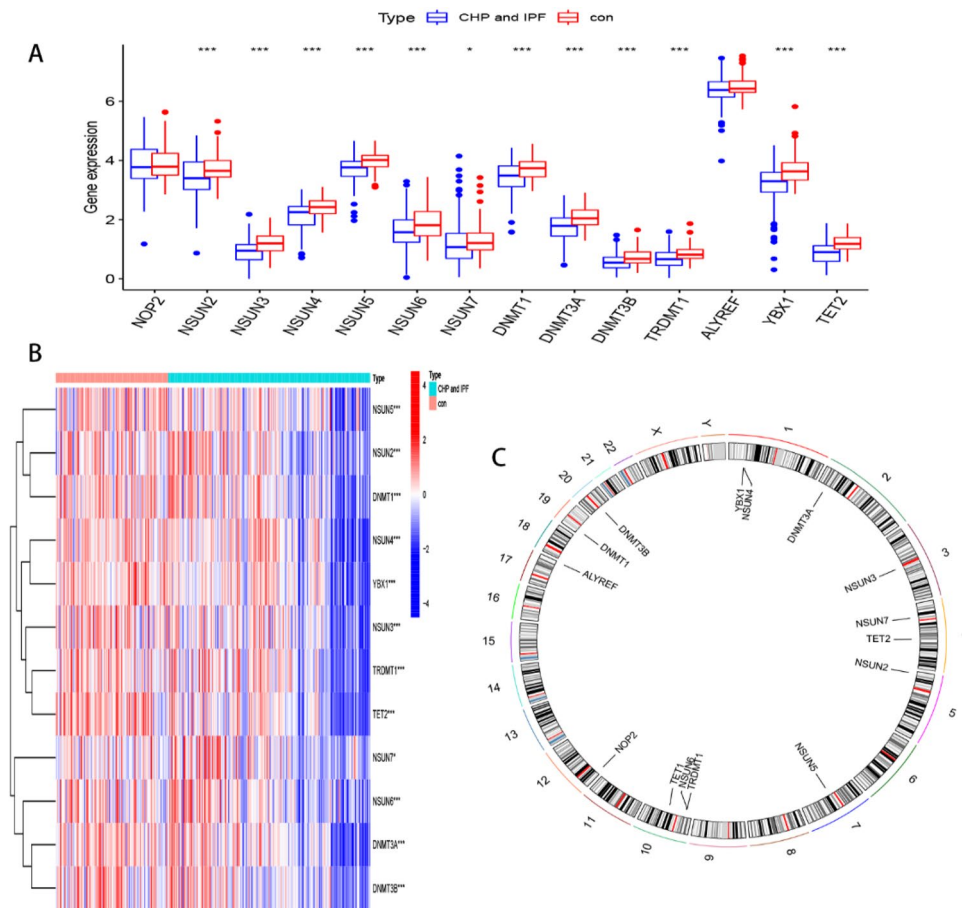 Type CHP and IPF con
A
*** *** *** *** *** * *** *** *** *** *** ***
Gene expression
6
4
2
0
NOP2
NSUN2
NSUN3
NSUN4
NSUN5
NSUN6
NSUN7
DNMT1
DNMT3A
DNMT3B
TRDMT1
ALYREF
YBX1
TET2
B
Type
NSUN5***
NSUN2***
DNMT1***
NSUN4***
YBX1***
NSUN3***
TRDMT1***
TET2***
NSUN7*
NSUN6***
DNMT3A***
DNMT3B***
4
2
0
-2
-4
Type
CHP and IPF
con
C
1
2
3
5
6
7
8
9
10
11
12
13
14
15
16
17
18
19
20
21
22
X
Y
YBX1
NSUN4
DNMT3A
NSUN3
NSUN7
TET2
NSUN2
NSUN5
TRDMT1
NSUN6
TET1
NOP2
ALYREF
DNMT1
DNMT3B